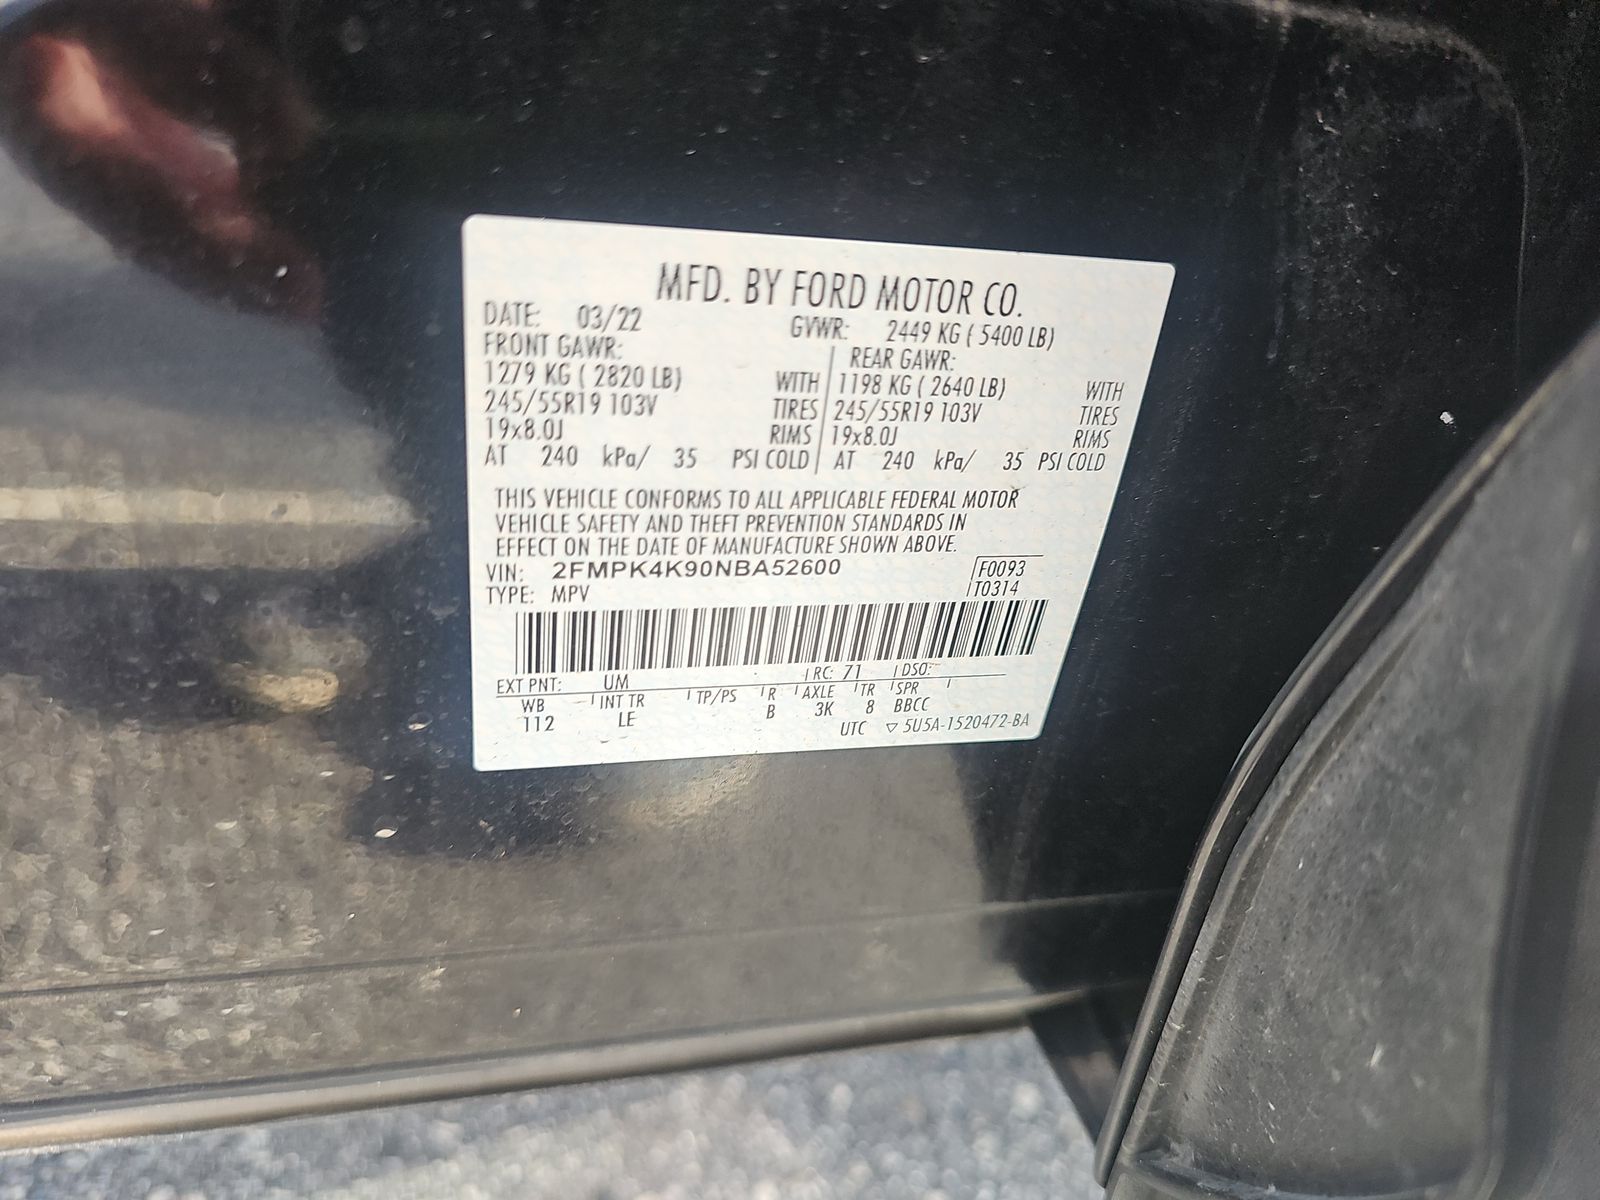 MFD. BY FORD MOTOR CO.
DATE: 03/22 GVWR: 2449 KG ( 5400 LB)
FRONT GAWR: REAR GAWR:
1279 KG ( 2820 LB) WITH 1198 KG ( 2640 LB) WITH
245/55R19 103V TIRES 245/55R19 103V TIRES
19x8.0J RIMS 19x8.0J RIMS
AT 240 kPa/ 35 PSI COLD AT 240 kPa/ 35 PSI COLD
THIS VEHICLE CONFORMS TO ALL APPLICABLE FEDERAL MOTOR
VEHICLE SAFETY AND THEFT PREVENTION STANDARDS IN
EFFECT ON THE DATE OF MANUFACTURE SHOWN ABOVE.
VIN: 2FMPK4K90NBA52600 F0093
TYPE: MPV T0314
EXT PNT: UM RC: 71 DSO:
WB INT TR TP/PS R AXLE TR SPR
112 LE B 3K 8 BBCC
UTC ▽ 5U5A-1520472-BA